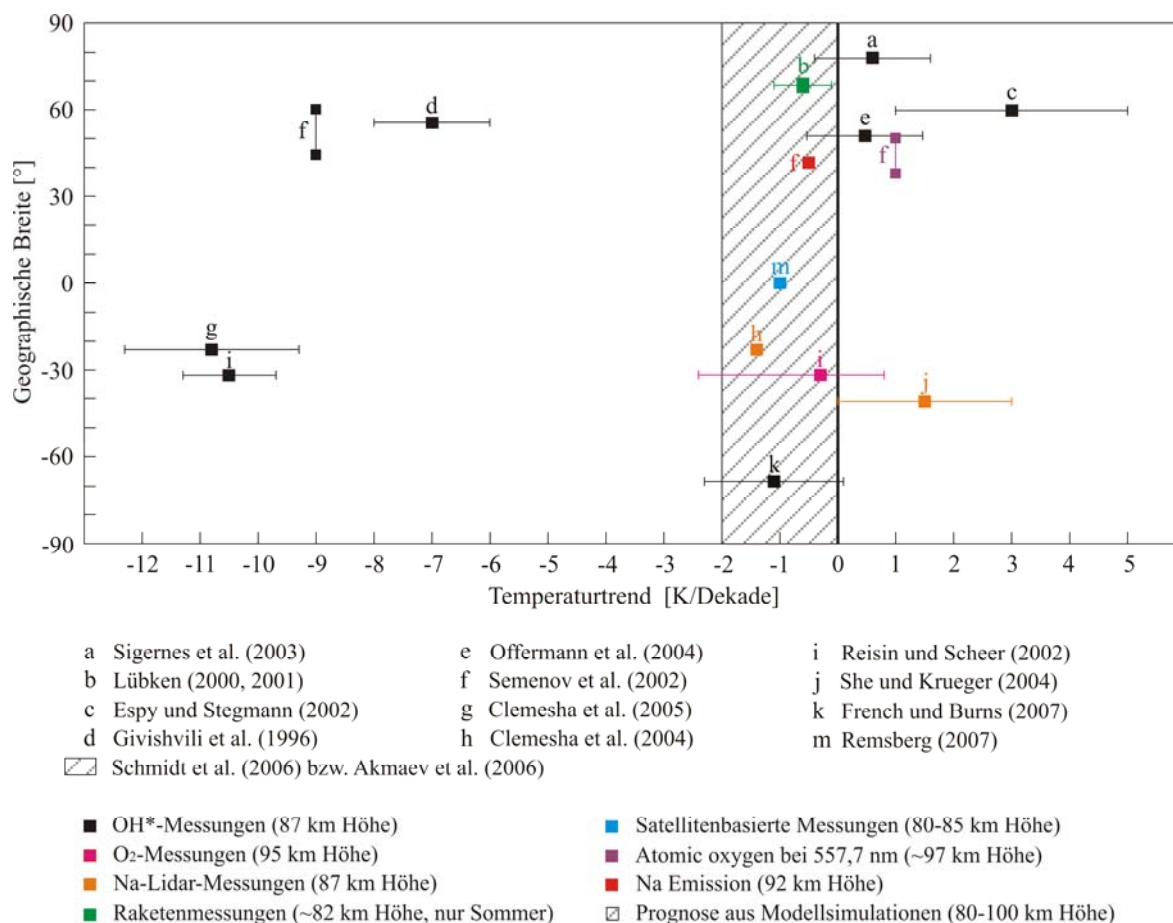 90
60
30
0
-30
-60
-90
Geographische Breite [°]
a
b
c
d
f
e
f
f
m
g
h
i
i
j
k
-12 -11 -10 -9 -8 -7 -6 -5 -4 -3 -2 -1 0 1 2 3 4 5
Temperaturtrend [K/Dekade]
a Sigernes et al. (2003)
b Lübken (2000, 2001)
c Espy und Stegmann (2002)
d Givishvili et al. (1996)
e Offermann et al. (2004)
f Semenov et al. (2002)
g Clemesha et al. (2005)
h Clemesha et al. (2004)
i Reisin und Scheer (2002)
j She und Krueger (2004)
k French und Burns (2007)
m Remsberg (2007)
Schmidt et al. (2006) bzw. Akmaev et al. (2006)
OH*-Messungen (87 km Höhe)
O₂-Messungen (95 km Höhe)
Na-Lidar-Messungen (87 km Höhe)
Raketenmessungen (~82 km Höhe, nur Sommer)
Satellitenbasierte Messungen (80-85 km Höhe)
Atomic oxygen bei 557,7 nm (~97 km Höhe)
Na Emission (92 km Höhe)
Prognose aus Modellsimulationen (80-100 km Höhe)